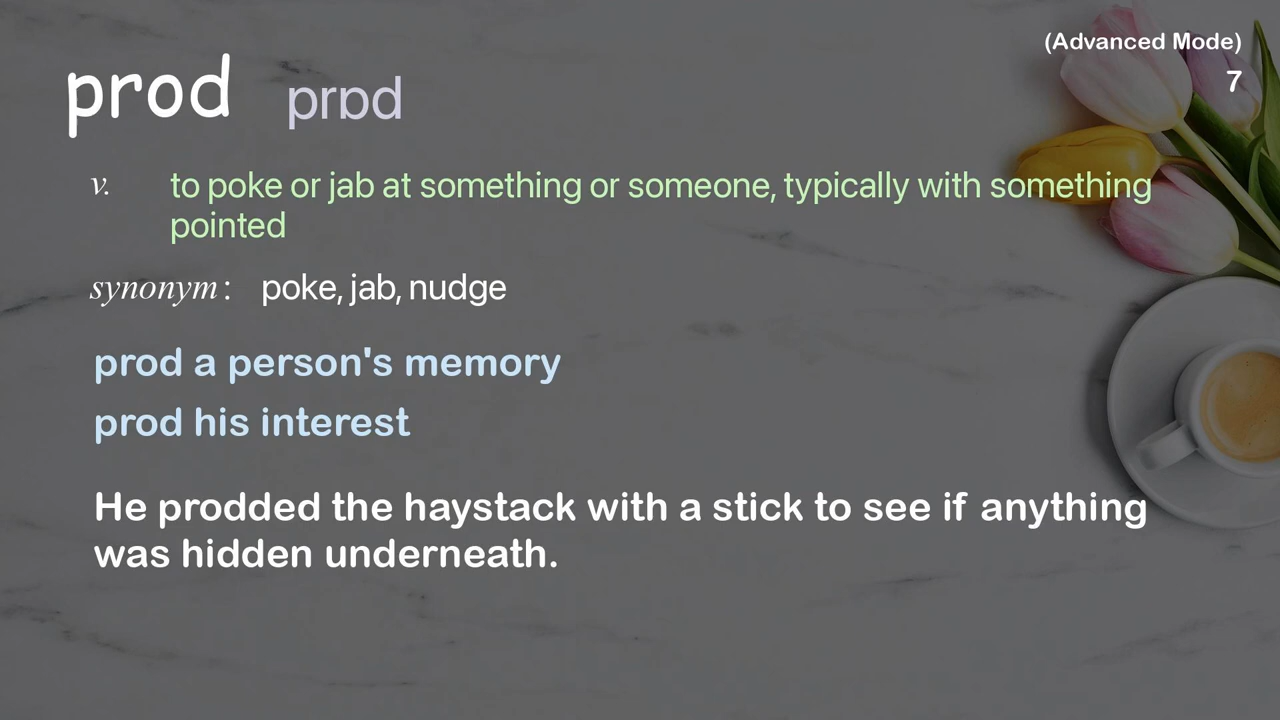 (Advanced Mode)
7
prod prɒd
v. to poke or jab at something or someone, typically with something
pointed
synonym : poke, jab, nudge
prod a person's memory
prod his interest
He prodded the haystack with a stick to see if anything
was hidden underneath.